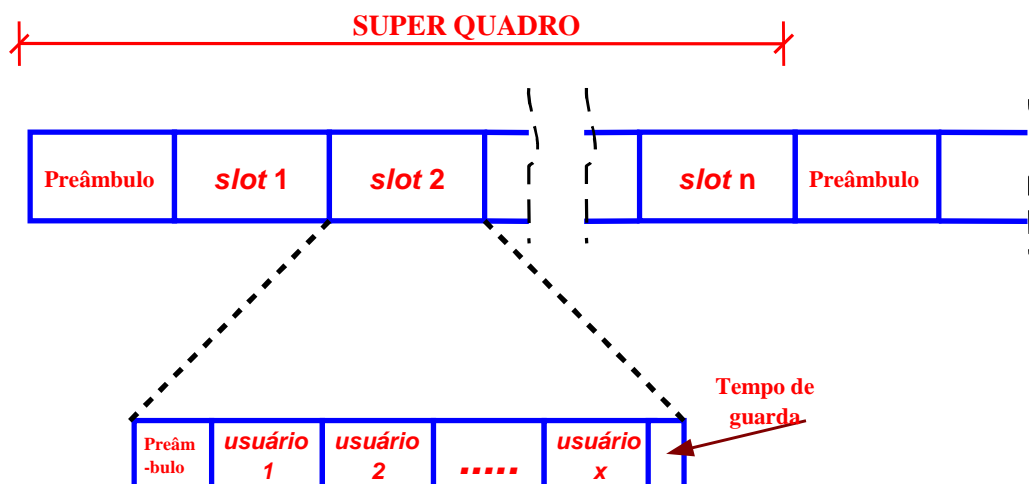 SUPER QUADRO
Preâmbulo slot 1 slot 2 slot n Preâmbulo
Tempo de
guarda
Preâm
-bulo
usuário
1
usuário
2
.....
usuário
x